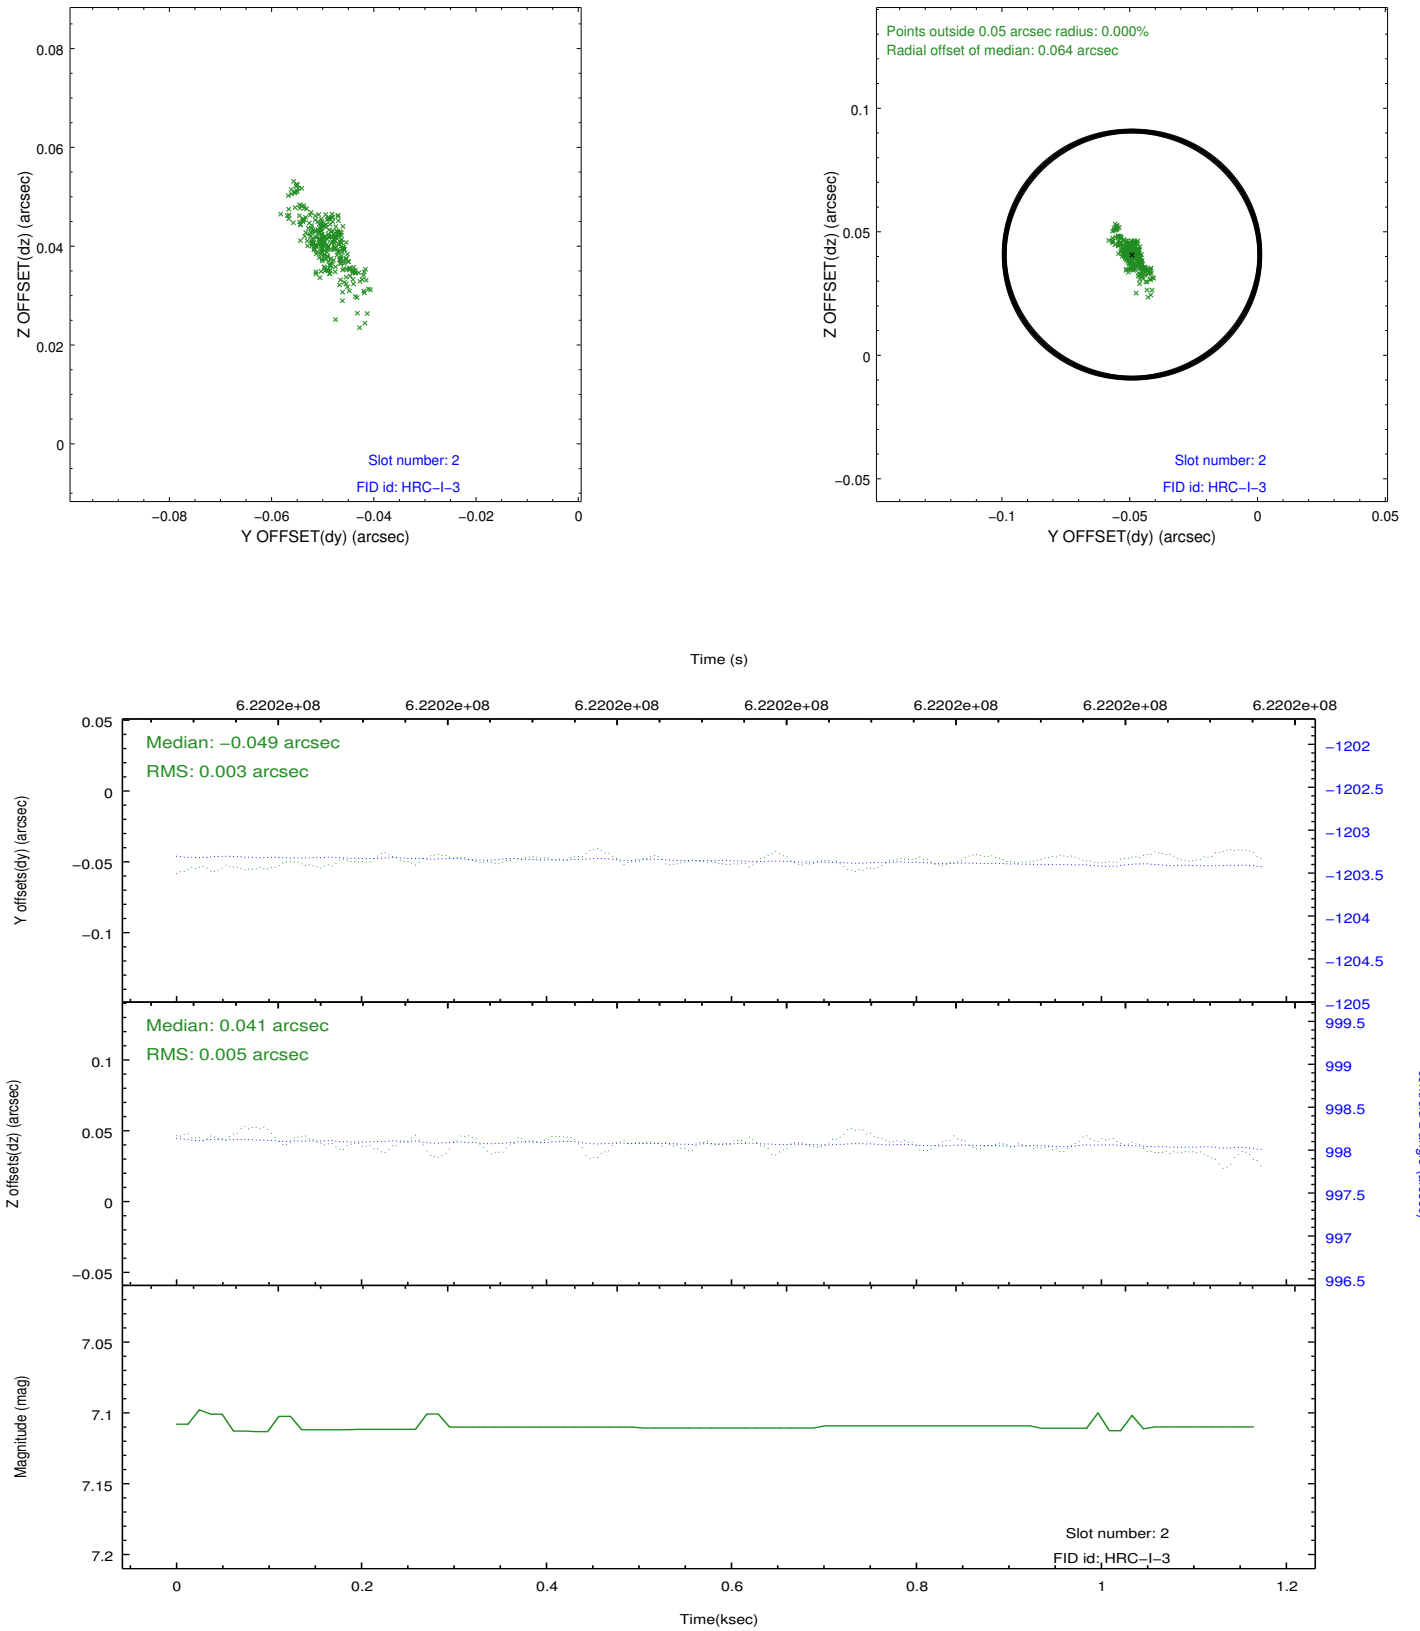 0.08
0.06
0.04
0.02
0
Z OFFSET(dz) (arcsec)
Slot number: 2
FID id: HRC−I−3
−0.08
−0.06
−0.04
−0.02
0
Y OFFSET(dy) (arcsec)
Points outside 0.05 arcsec radius: 0.000%
Radial offset of median: 0.064 arcsec
0.1
0.05
0
−0.05
Z OFFSET(dz) (arcsec)
Slot number: 2
FID id: HRC−I−3
−0.1
−0.05
0
0.05
Y OFFSET(dy) (arcsec)
Time (s)
6.2202e+08
6.2202e+08
6.2202e+08
6.2202e+08
6.2202e+08
6.2202e+08
6.2202e+08
0.05
0
−0.05
−0.1
Y offsets(dy) (arcsec)
Median: −0.049 arcsec
RMS: 0.003 arcsec
−1202
−1202.5
−1203
−1203.5
−1204
−1204.5
−1205
0.1
0.05
0
−0.05
Z offsets(dz) (arcsec)
Median: 0.041 arcsec
RMS: 0.005 arcsec
999.5
999
998.5
998
997.5
997
996.5
7.05
7.1
7.15
7.2
Magnitude (mag)
Slot number: 2
FID id: HRC−I−3
0
0.2
0.4
0.6
0.8
1
1.2
Time(ksec)